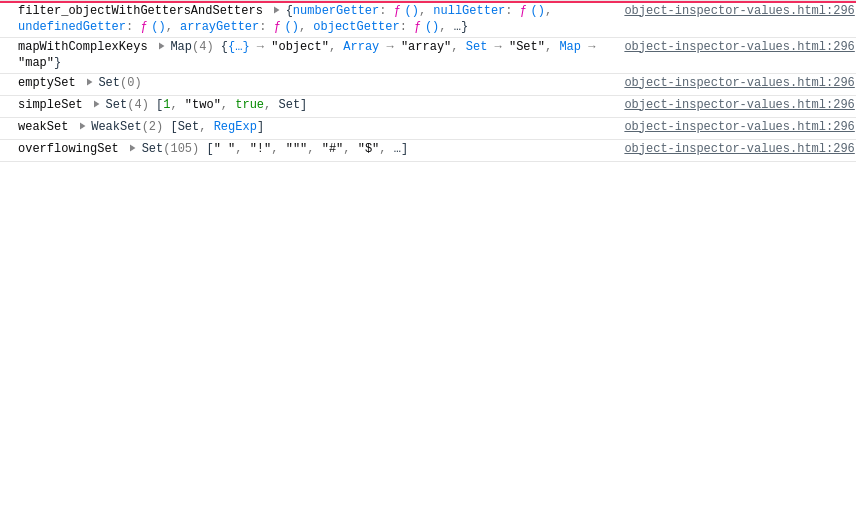 filter_objectWithGettersAndSetters ▶ {numberGetter: ƒ (), nullGetter: ƒ (), object-inspector-values.html:296
undefinedGetter: ƒ (), arrayGetter: ƒ (), objectGetter: ƒ (), …}
mapWithComplexKeys ▶ Map(4) {{…} → "object", Array → "array", Set → "Set", Map → object-inspector-values.html:296
"map"}
emptySet ▶ Set(0) object-inspector-values.html:296
simpleSet ▶ Set(4) [1, "two", true, Set] object-inspector-values.html:296
weakSet ▶ WeakSet(2) [Set, RegExp] object-inspector-values.html:296
overflowingSet ▶ Set(105) [" ", "!", """, "#", "$", …] object-inspector-values.html:296